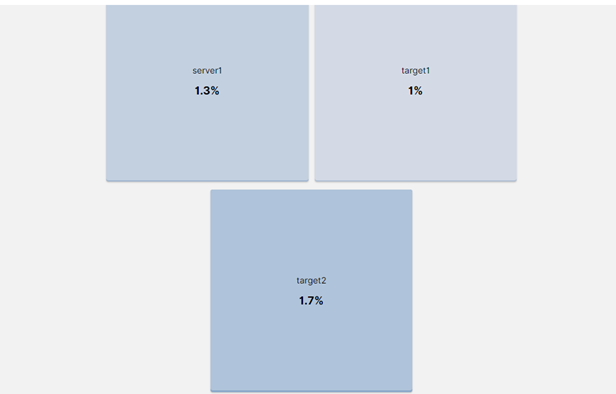 server1
1.3%
target1
1%
target2
1.7%